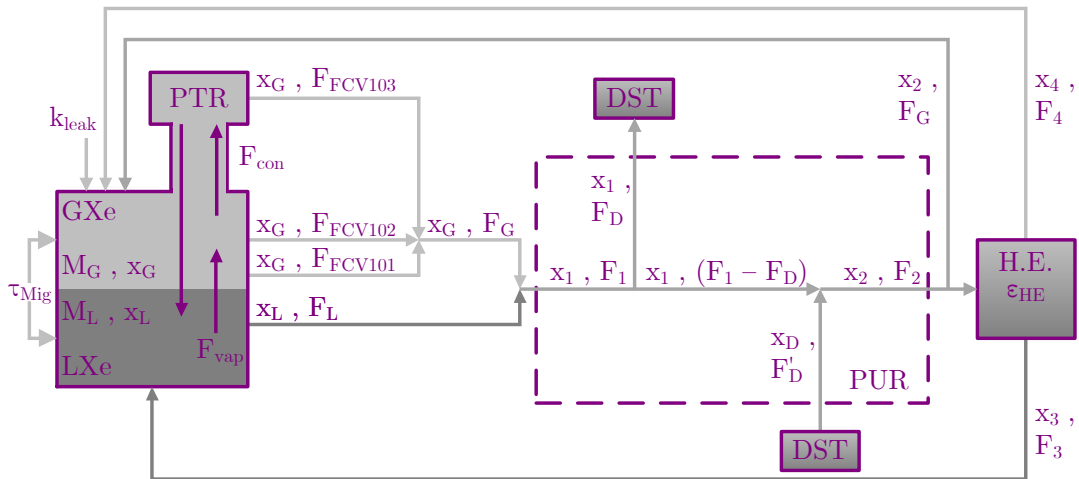 x_G , F_FCV103
PTR
DST
x_2 ,
F_G
x_4 ,
F_4
k_leak
F_con
x_1 ,
F_D
GXe
x_G , F_FCV102
x_G , F_G
M_G , x_G
x_G , F_FCV101
x_1 , F_1
x_1 , (F_1 − F_D)
x_2 , F_2
H.E.
ε_HE
τ_Mig
M_L , x_L
x_L , F_L
F_vap
LXe
x_D ,
F_D^'
PUR
DST
x_3 ,
F_3